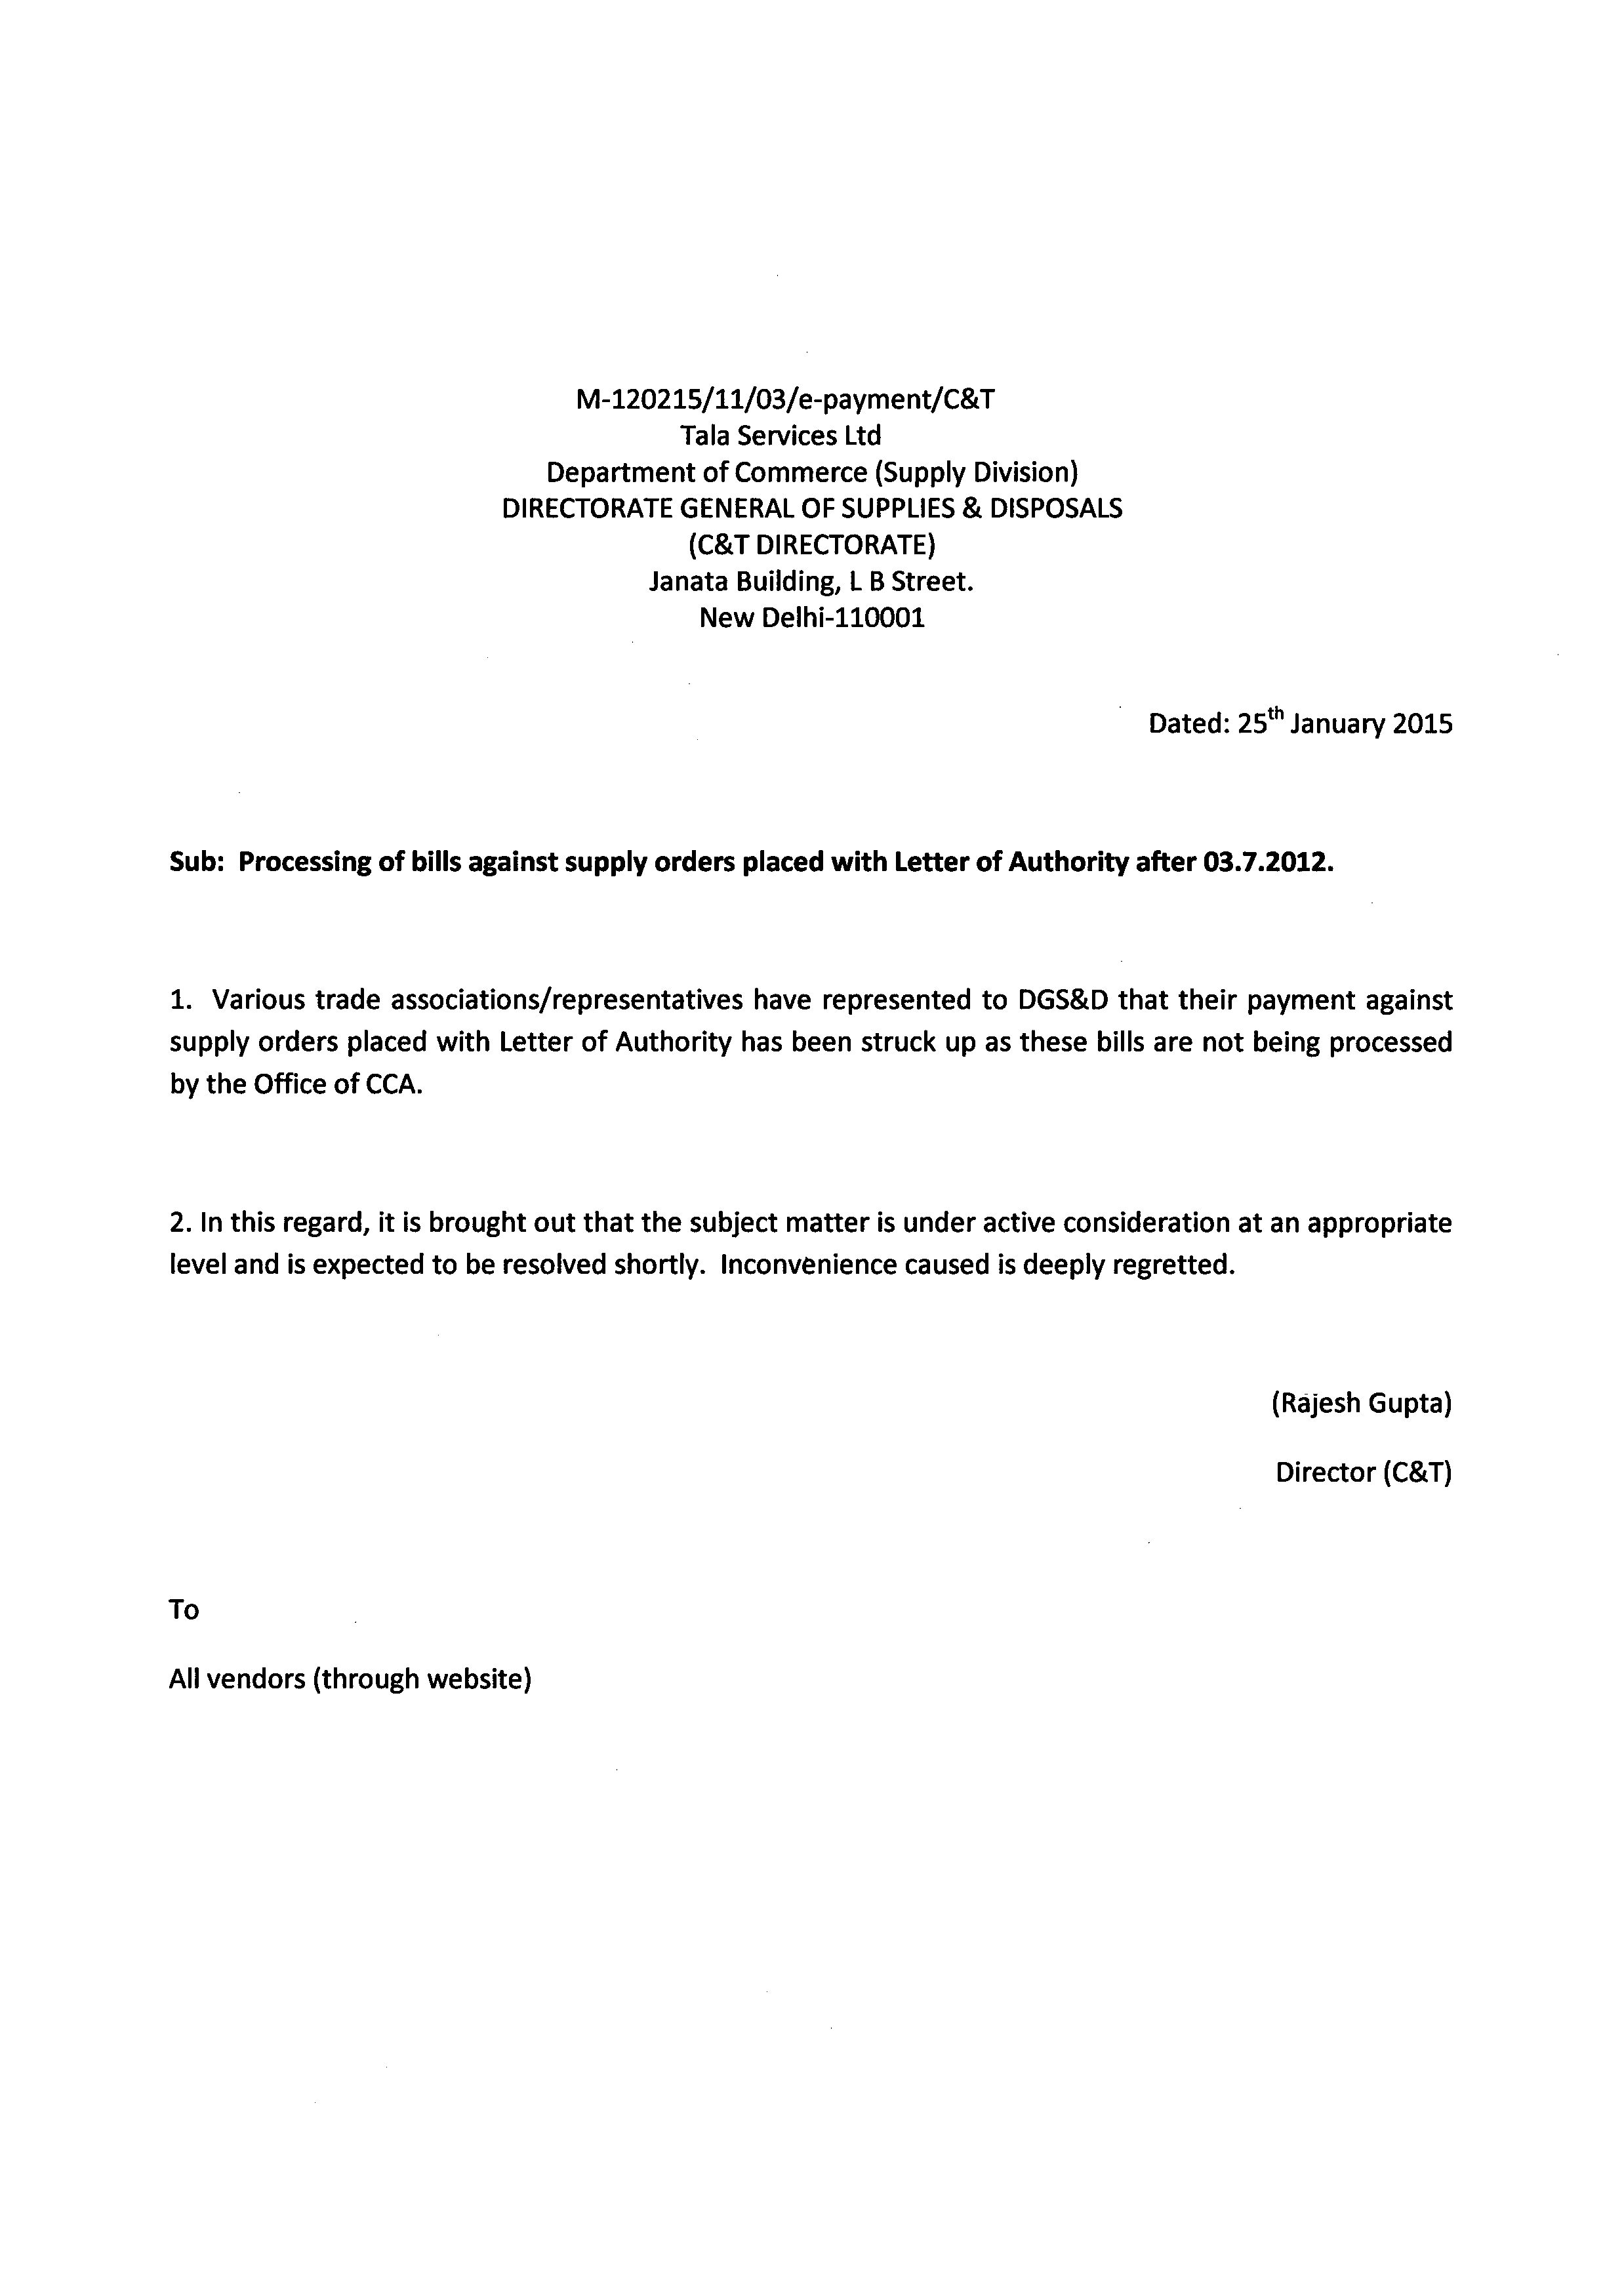 M-120215/11/03/e-payment/C&T
Tala Services Ltd
Department of Commerce (Supply Division)
DIRECTORATE GENERAL OF SUPPLIES & DISPOSALS
(C&T DIRECTORATE)
Janata Building, L B Street.
New Delhi-110001
Dated: 25th January 2015
Sub: Processing of bills against supply orders placed with Letter of Authority after 03.7.2012.
1. Various trade associations/representatives have represented to DGS&D that their payment against
supply orders placed with Letter of Authority has been struck up as these bills are not being processed
by the Office of CCA.
2. In this regard, it is brought out that the subject matter is under active consideration at an appropriate
level and is expected to be resolved shortly. Inconvenience caused is deeply regretted.
(Rajesh Gupta)
Director (C&T)
To
All vendors (through website)